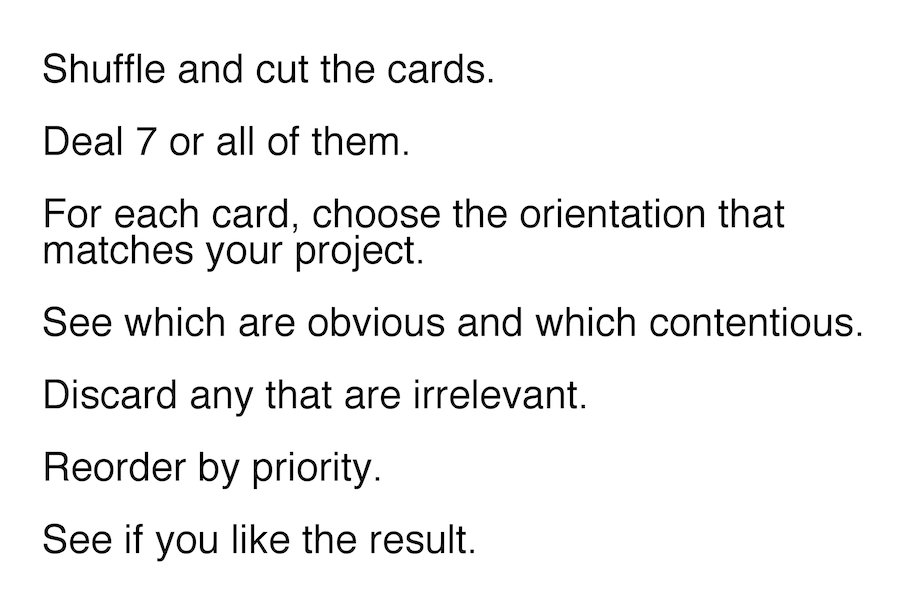 Shuffle and cut the cards.
Deal 7 or all of them.
For each card, choose the orientation that
matches your project.
See which are obvious and which contentious.
Discard any that are irrelevant.
Reorder by priority.
See if you like the result.